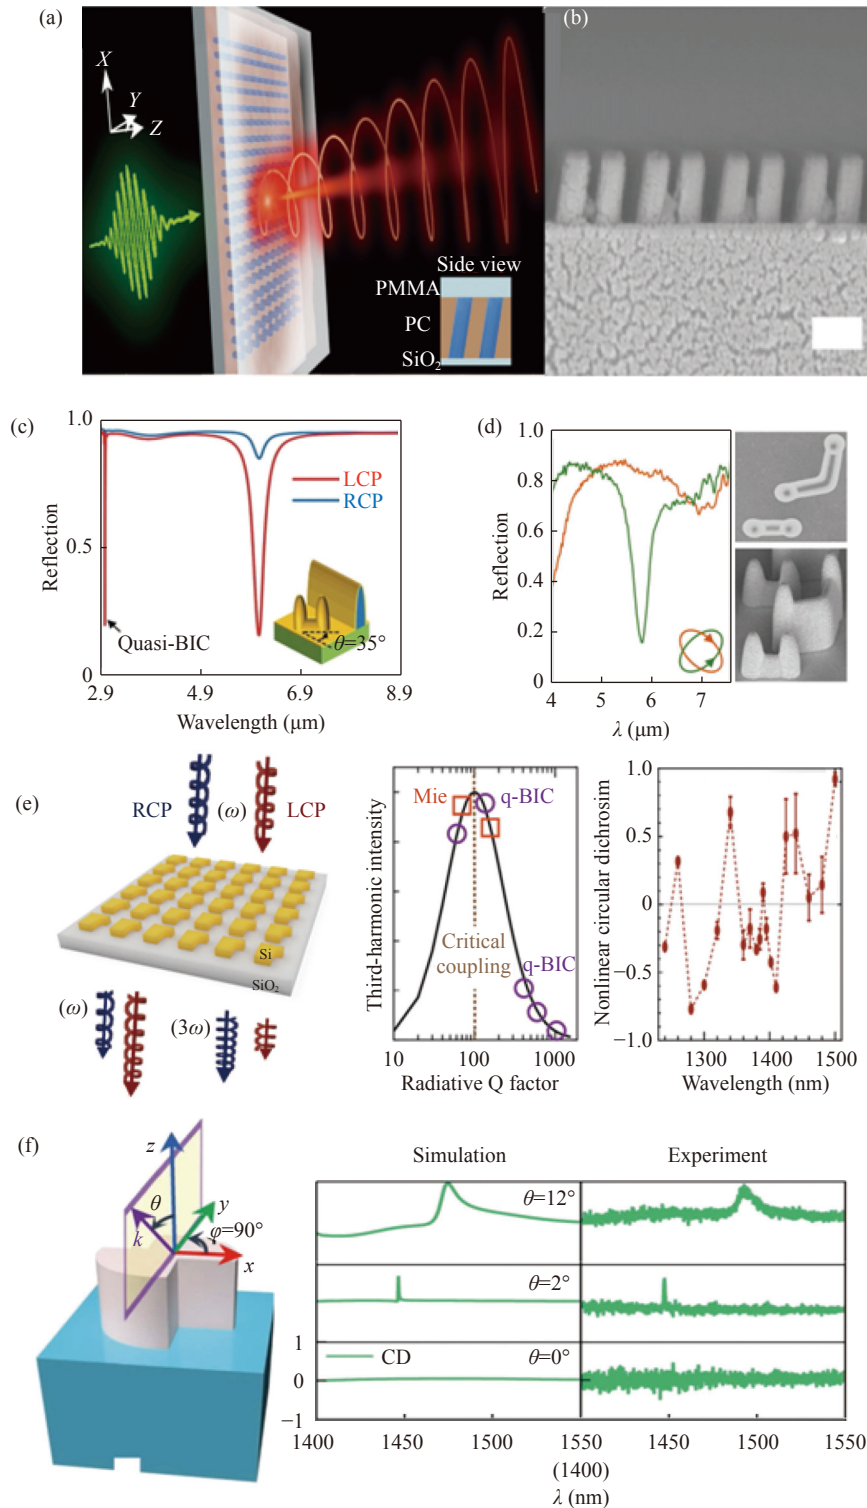 (a)
(b)
X
Y
Z
Side view
PMMA
PC
SiO₂
(c)
1.0
0.5
0
Reflection
LCP
RCP
Quasi-BIC
θ=35°
2.9 4.9 6.9 8.9
Wavelength (μm)
(d)
1.0
0.8
0.6
0.4
0.2
0
Reflection
4 5 6 7
λ (μm)
(e)
RCP (ω) LCP
Si
SiO₂
(ω)
(3ω)
Third-harmonic intensity
Mie q-BIC
Critical
coupling
q-BIC
10 100 1000
Radiative Q factor
Nonlinear circular dichrosim
1.0
0.5
0
−0.5
−1.0
1300 1400 1500
Wavelength (nm)
(f)
z
θ
y
k
φ=90°
x
Simulation Experiment
θ=12°
θ=2°
1
0
−1
CD
θ=0°
1400 1450 1500 1550 1450 1500 1550
(1400)
λ (nm)